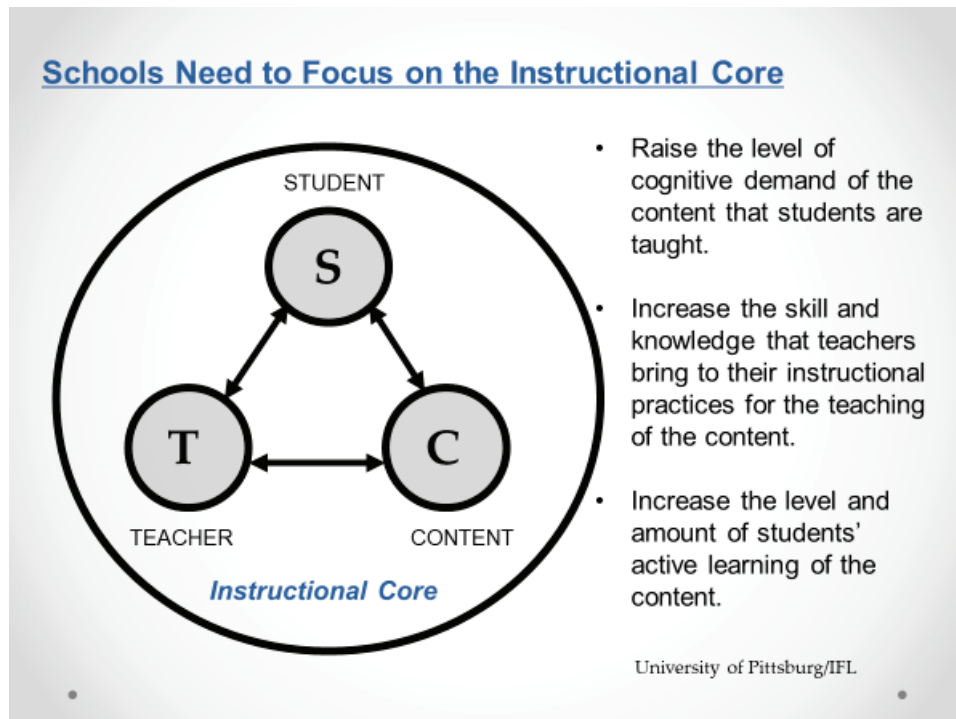 Schools Need to Focus on the Instructional Core
STUDENT
S
T
C
TEACHER
CONTENT
Instructional Core
• Raise the level of
cognitive demand of the
content that students are
taught.
• Increase the skill and
knowledge that teachers
bring to their instructional
practices for the teaching
of the content.
• Increase the level and
amount of students’
active learning of the
content.
University of Pittsburg/IFL